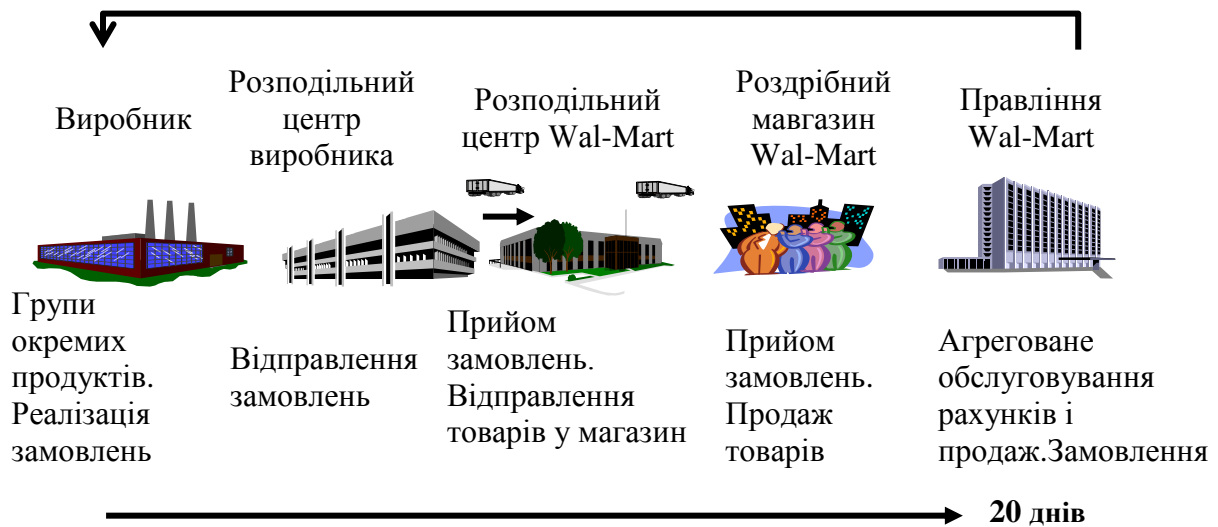 Виробник
Розподільний
центр
виробника
Розподільний
центр Wal-Mart
Роздрібний
мавгазин
Wal-Mart
Правління
Wal-Mart
Групи
окремих
продуктів.
Реалізація
замовлень
Відправлення
замовлень
Прийом
замовлень.
Відправлення
товарів у магазин
Прийом
замовлень.
Продаж
товарів
Агреговане
обслуговування
рахунків і
продаж.Замовлення
20 днів